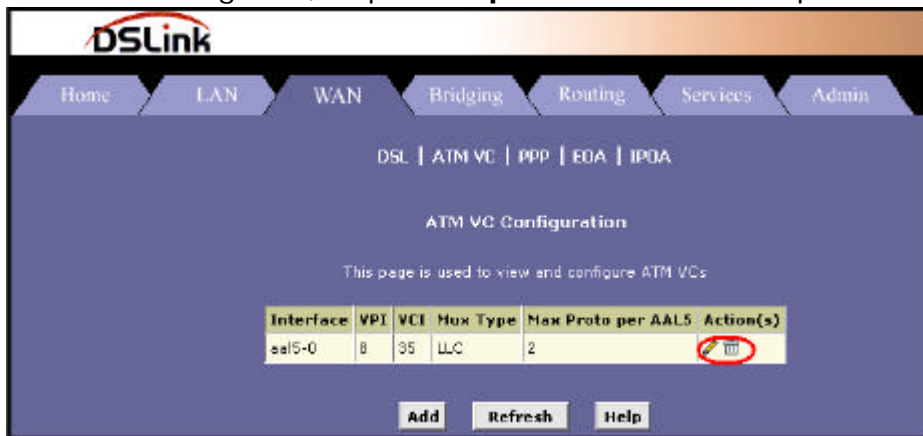 DSLink
Home LAN WAN Bridging Routing Services Admin
DSL | ATM VC | PPP | EOA | IPOA
ATM VC Configuration
This page is used to view and configure ATM VCs
Interface VPI VCI Mux Type Max Proto per AAL5 Action(s)
aal5-0 8 35 LLC 2
Add Refresh Help